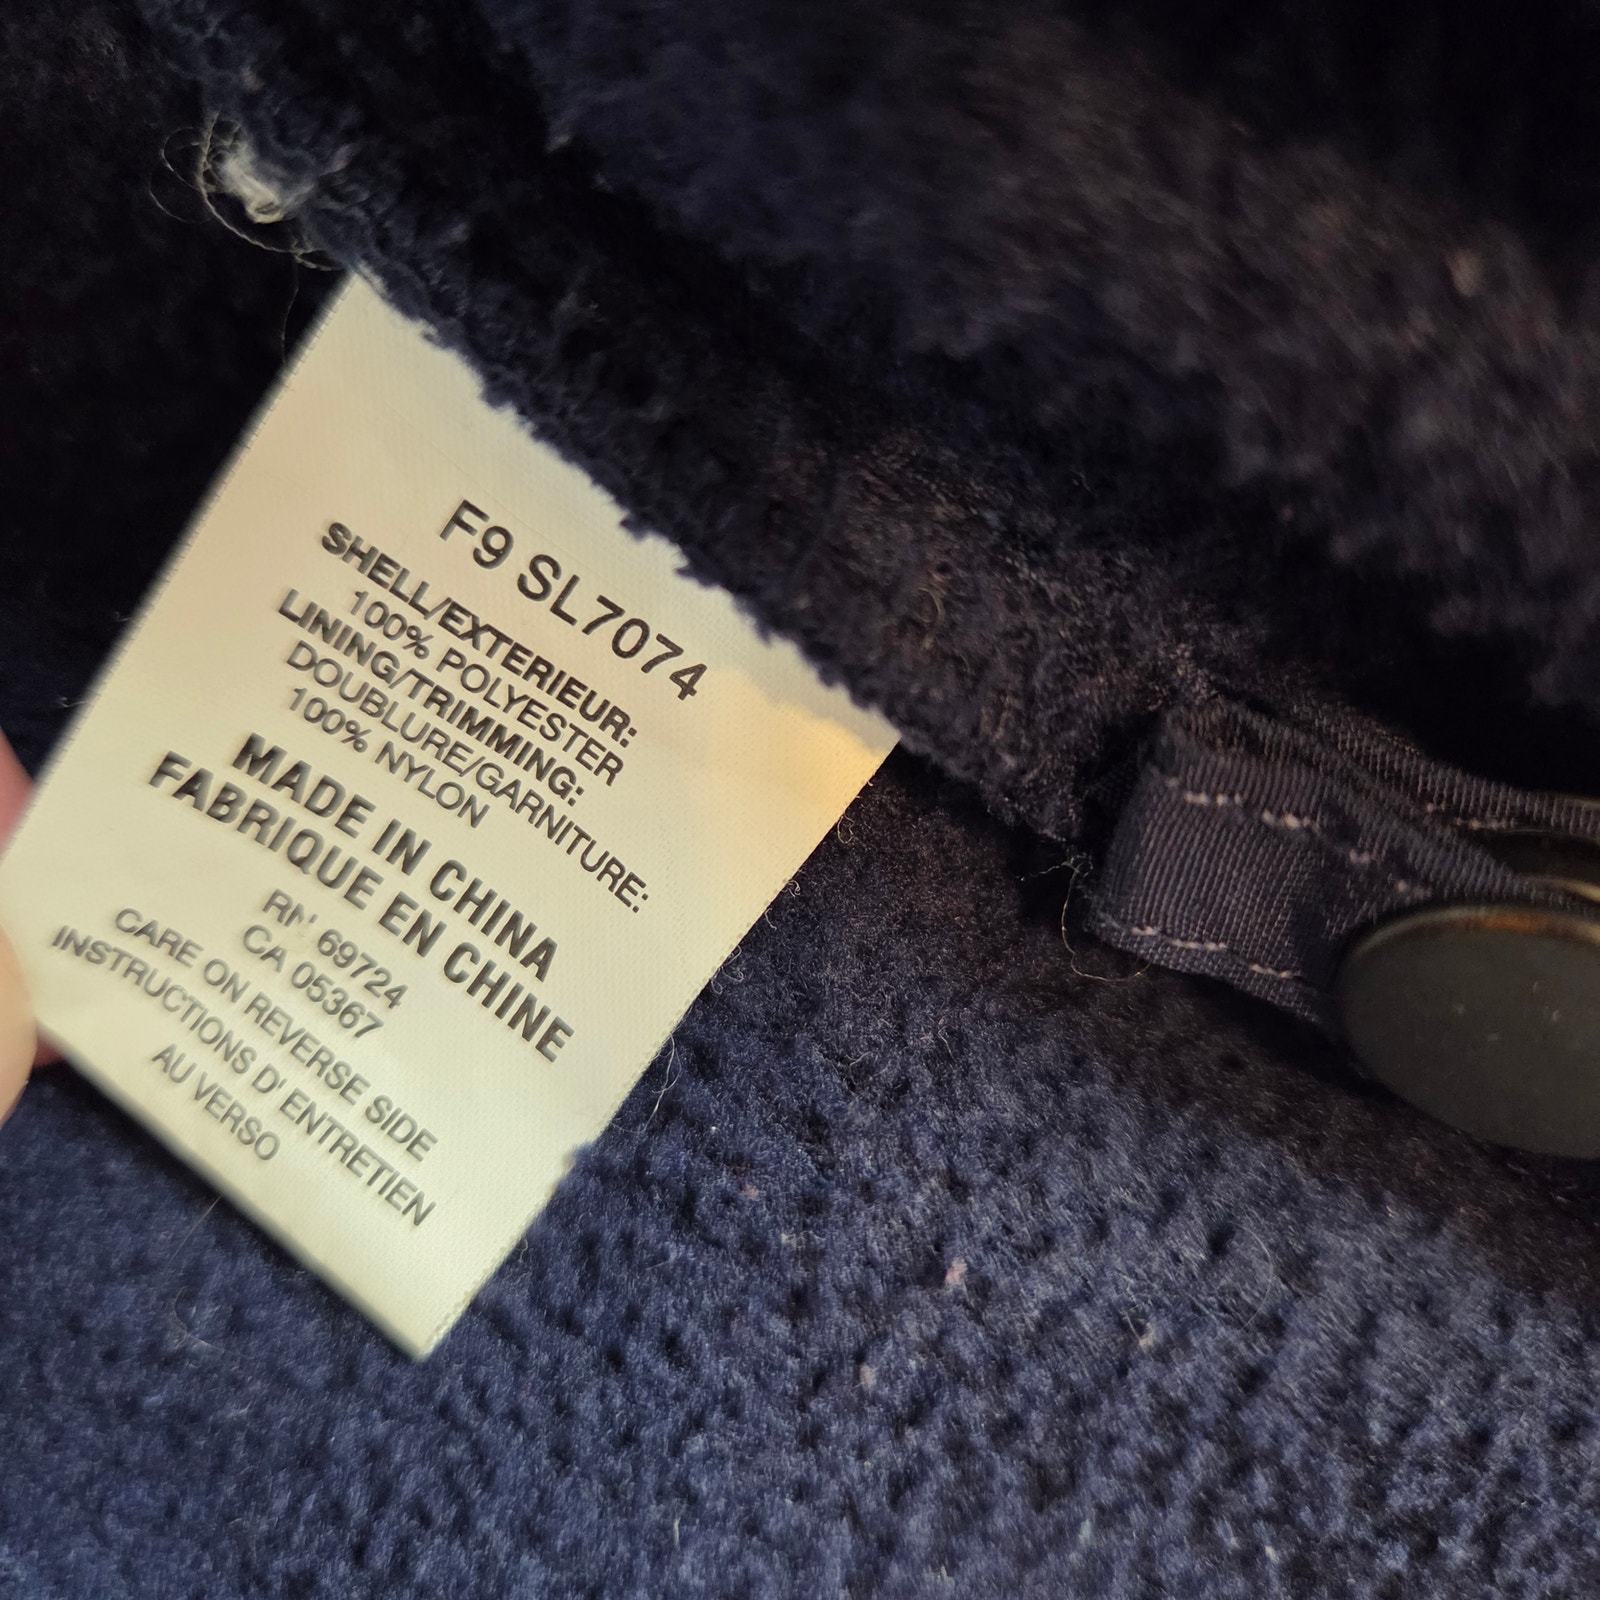 F9 SL7074
SHELL/EXTERIEUR:
100% POLYESTER
LINING/TRIMMING:
DOUBLURE/GARNITURE:
100% NYLON
MADE IN CHINA
FABRIQUE EN CHINE
RN 69724
CA 05367
CARE ON REVERSE SIDE
INSTRUCTIONS D' ENTRETIEN
AU VERSO